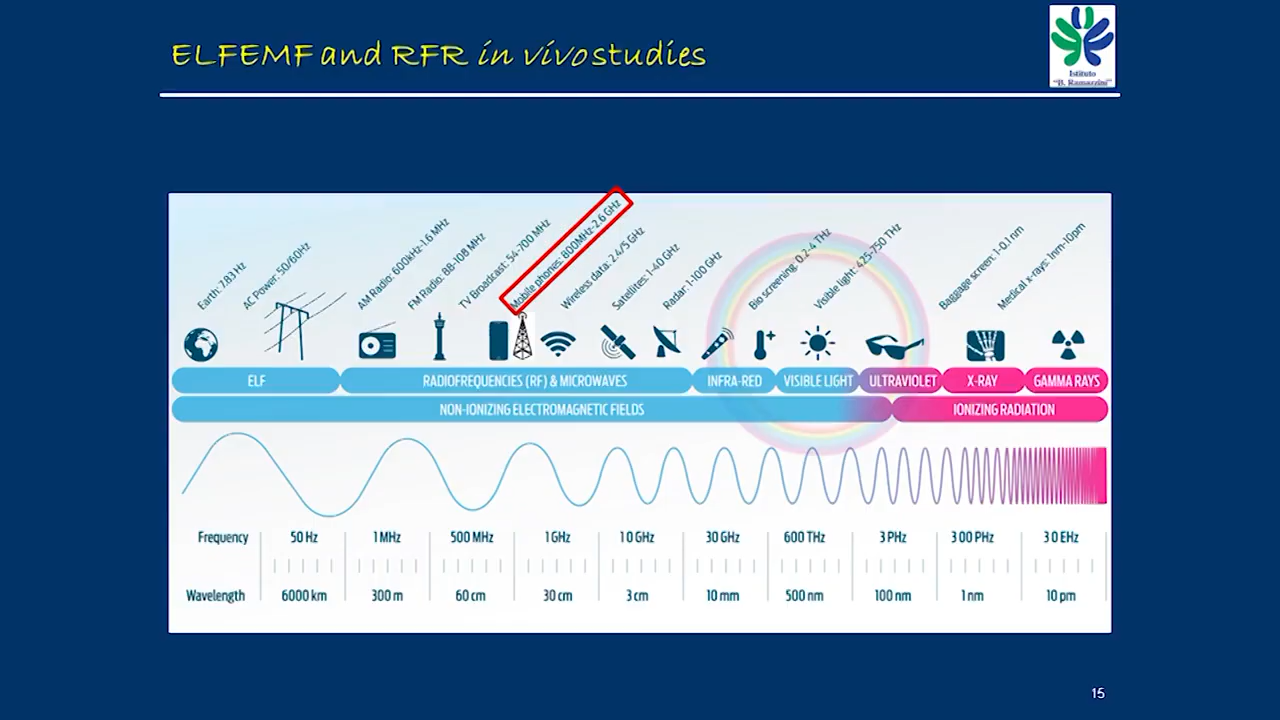 ELFEMF and RFR in vivo studies
Istituto
"B. Ramazzini"
Earth: 7.83 Hz
AC Power: 50/60Hz
AM Radio: 600kHz-1.6 MHz
FM Radio: 88-108 MHz
TV Broadcast: 54-700 MHz
Mobile phones: 800MHz-2.6 GHz
Wireless data: 2.4/5 GHz
Satellites: 1-40 GHz
Radar: 1-100 GHz
Bio screening: 0.2-4 THz
Visible light: 425-750 THz
Baggage screen: 1-0.1nm
Medical x-rays: 1nm-10pm
ELF RADIOFREQUENCIES (RF) & MICROWAVES INFRA-RED VISIBLE LIGHT ULTRAVIOLET X-RAY GAMMA RAYS
NON-IONIZING ELECTROMAGNETIC FIELDS IONIZING RADIATION
Frequency 50 Hz 1 MHz 500 MHz 1 GHz 10 GHz 30 GHz 600 THz 3 PHz 300 PHz 30 EHz
Wavelength 6000 km 300 m 60 cm 30 cm 3 cm 10 mm 500 nm 100 nm 1 nm 10 pm
15